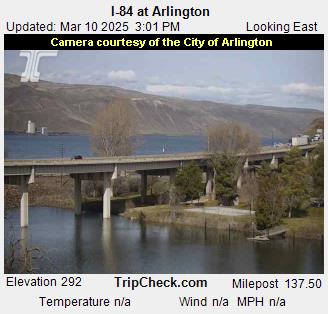 I-84 at Arlington
Updated: Mar 10 2025 3:01 PM Looking East
Camera courtesy of the City of Arlington
Elevation 292 TripCheck.com Milepost 137.50
Temperature n/a Wind n/a MPH n/a